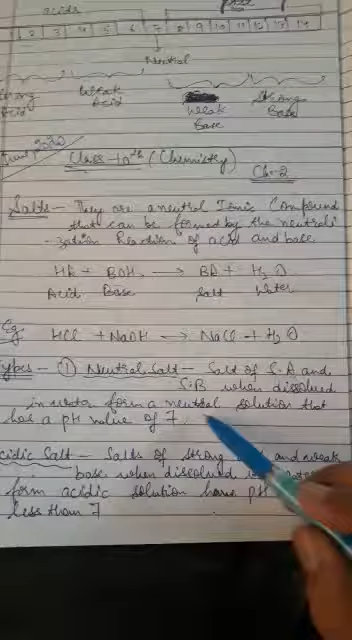 acids
1 2 3 4 5 6 7 8 9 10 11 12 13 14
Neutral
Strong Acid Weak Acid Weak Base Strong Base
Class-10th (Chemistry)
Ch-2
Salts - They are a neutral Ionic Compound
that can be formed by the neutrali
-zation Reaction of acid and base
HA + BOH → BA + H2O
Acid Base Salt Water
Eg: HCl + NaOH → NaCl + H2O
Types - ① Neutral Salt - Salt of S.A and
S.B when dissolved
in water form a neutral solution that
has a pH value of 7.
cidic Salt - Salts of Strong and weak
base when dissolved in
form acidic solution have pH
less than 7